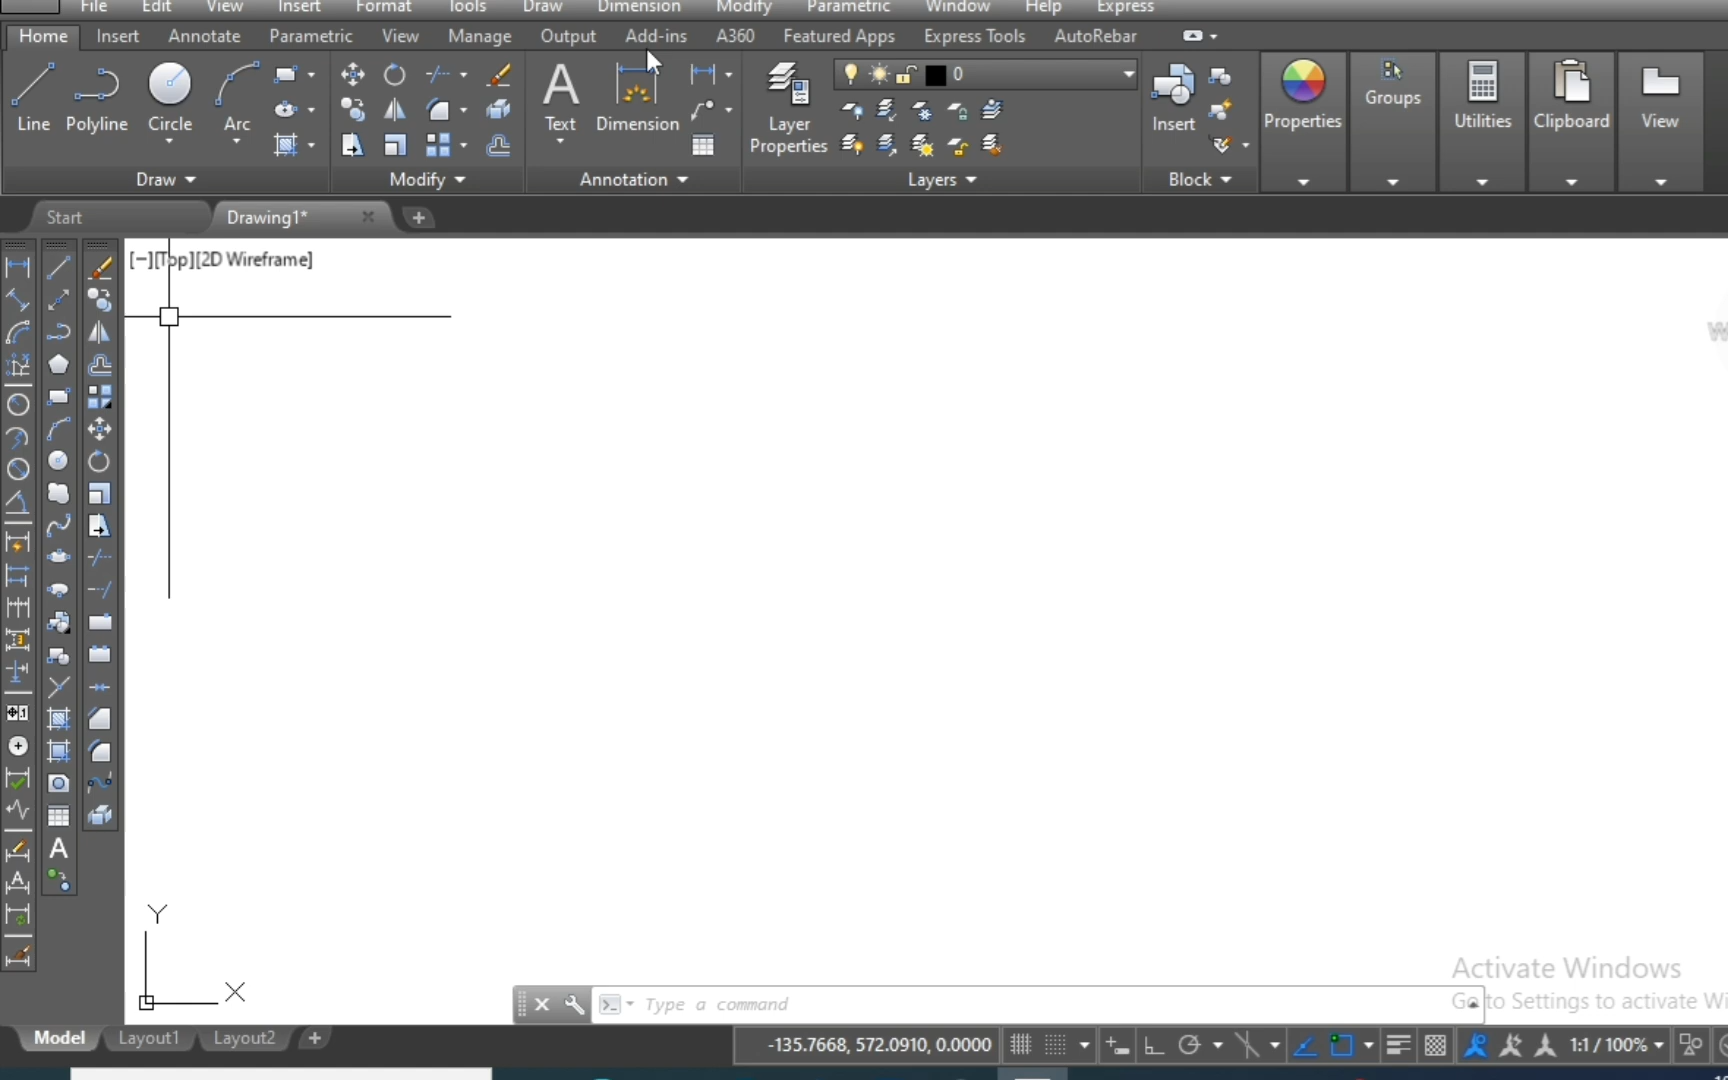 File Edit View Insert Format Tools Draw Dimension Modify Parametric Window Help Express
Home Insert Annotate Parametric View Manage Output Add-ins A360 Featured Apps Express Tools AutoRebar
0
Line Polyline Circle Arc
Text Dimension
Layer Properties
Insert
Properties
Groups
Utilities
Clipboard
View
Draw
Modify
Annotation
Layers
Block
Start Drawing1*
[−][Top][2D Wireframe]
W
Y
X
Activate Windows
Go to Settings to activate Wi
Type a command
Model Layout1 Layout2
-135.7668, 572.0910, 0.0000
1:1 / 100%